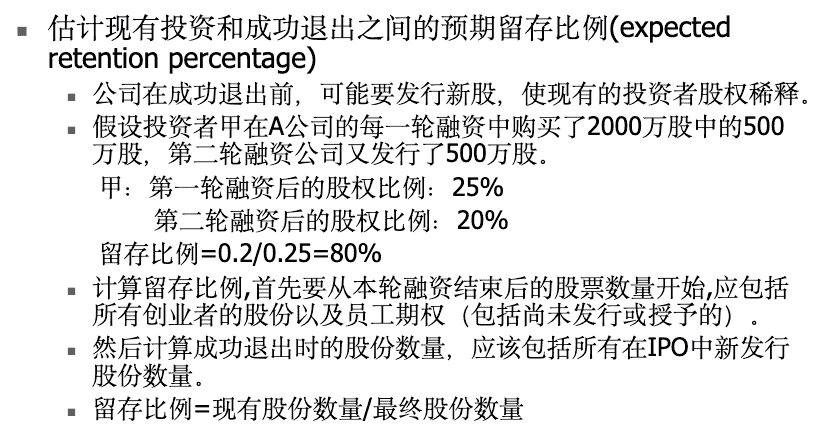 估计现有投资和成功退出之间的预期留存比例(expected
retention percentage)
公司在成功退出前，可能要发行新股，使现有的投资者股权稀释。
假设投资者甲在A公司的每一轮融资中购买了2000万股中的500
万股，第二轮融资公司又发行了500万股。
甲：第一轮融资后的股权比例：25%
第二轮融资后的股权比例：20%
留存比例=0.2/0.25=80%
计算留存比例,首先要从本轮融资结束后的股票数量开始,应包括
所有创业者的股份以及员工期权（包括尚未发行或授予的）.
然后计算成功退出时的股份数量，应该包括所有在IPO中新发行
股份数量。
留存比例=现有股份数量/最终股份数量